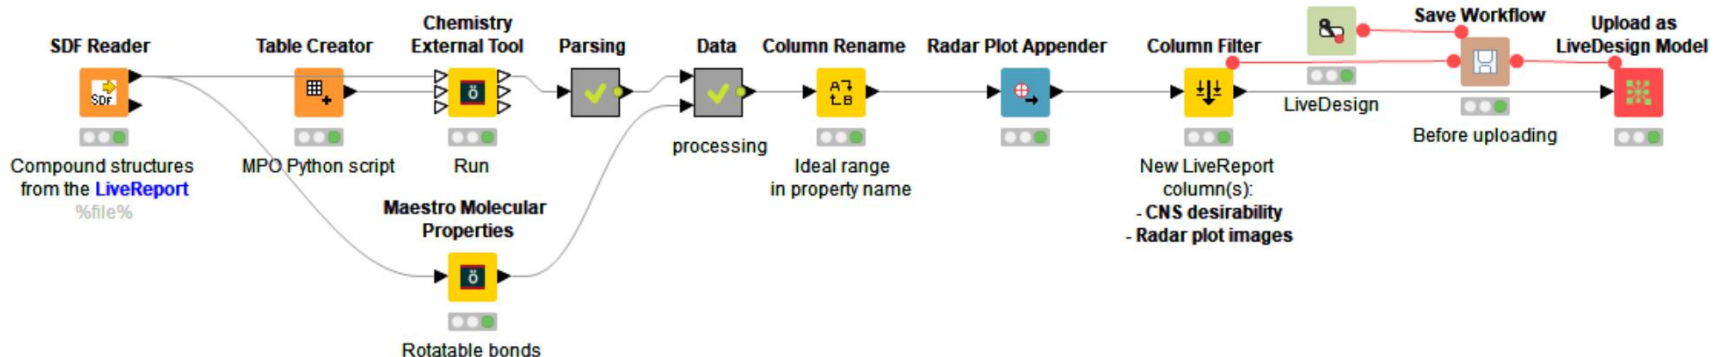 SDF Reader
SDF
Compound structures
from the LiveReport
%file%
Table Creator
MPO Python script
Chemistry
External Tool
ö
Run
Maestro Molecular
Properties
ö
Rotatable bonds
Parsing
Data
processing
Column Rename
A
B
Ideal range
in property name
Radar Plot Appender
Column Filter
New LiveReport
column(s):
- CNS desirability
- Radar plot images
LiveDesign
Save Workflow
Before uploading
Upload as
LiveDesign Model